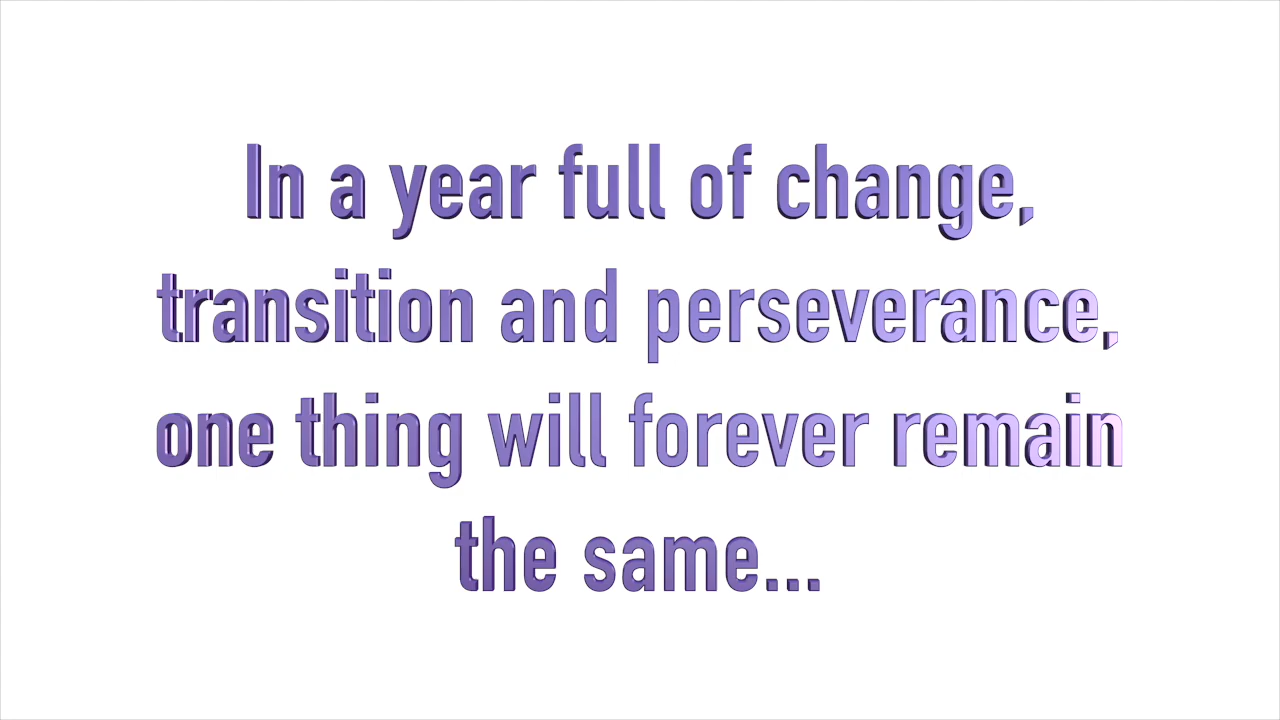 In a year full of change,
transition and perseverance,
one thing will forever remain
the same...